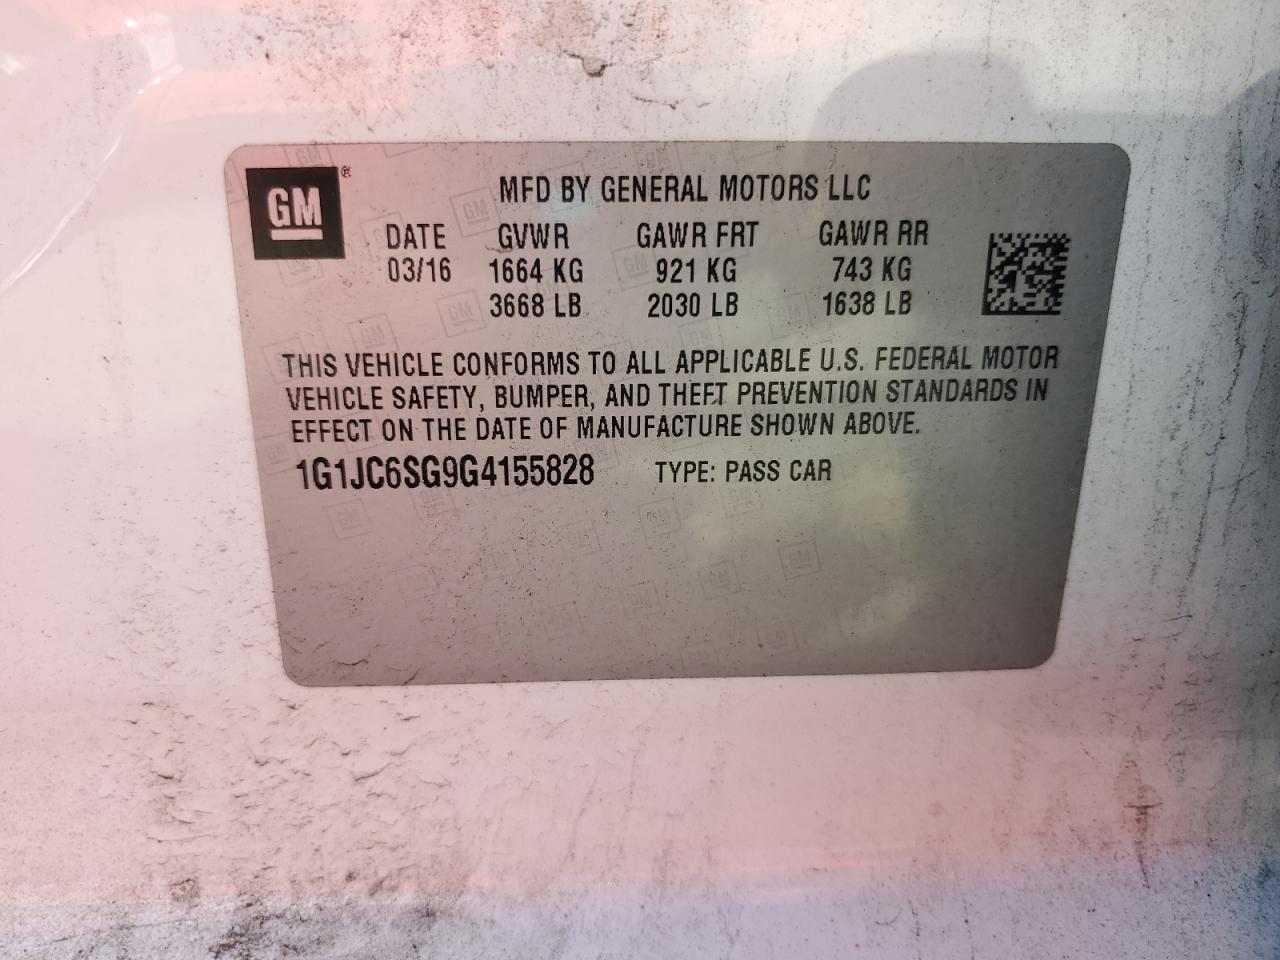 GM®
MFD BY GENERAL MOTORS LLC
DATE GVWR GAWR FRT GAWR RR
03/16 1664 KG 921 KG 743 KG
3668 LB 2030 LB 1638 LB
THIS VEHICLE CONFORMS TO ALL APPLICABLE U.S. FEDERAL MOTOR
VEHICLE SAFETY, BUMPER, AND THEFT PREVENTION STANDARDS IN
EFFECT ON THE DATE OF MANUFACTURE SHOWN ABOVE.
1G1JC6SG9G4155828 TYPE: PASS CAR